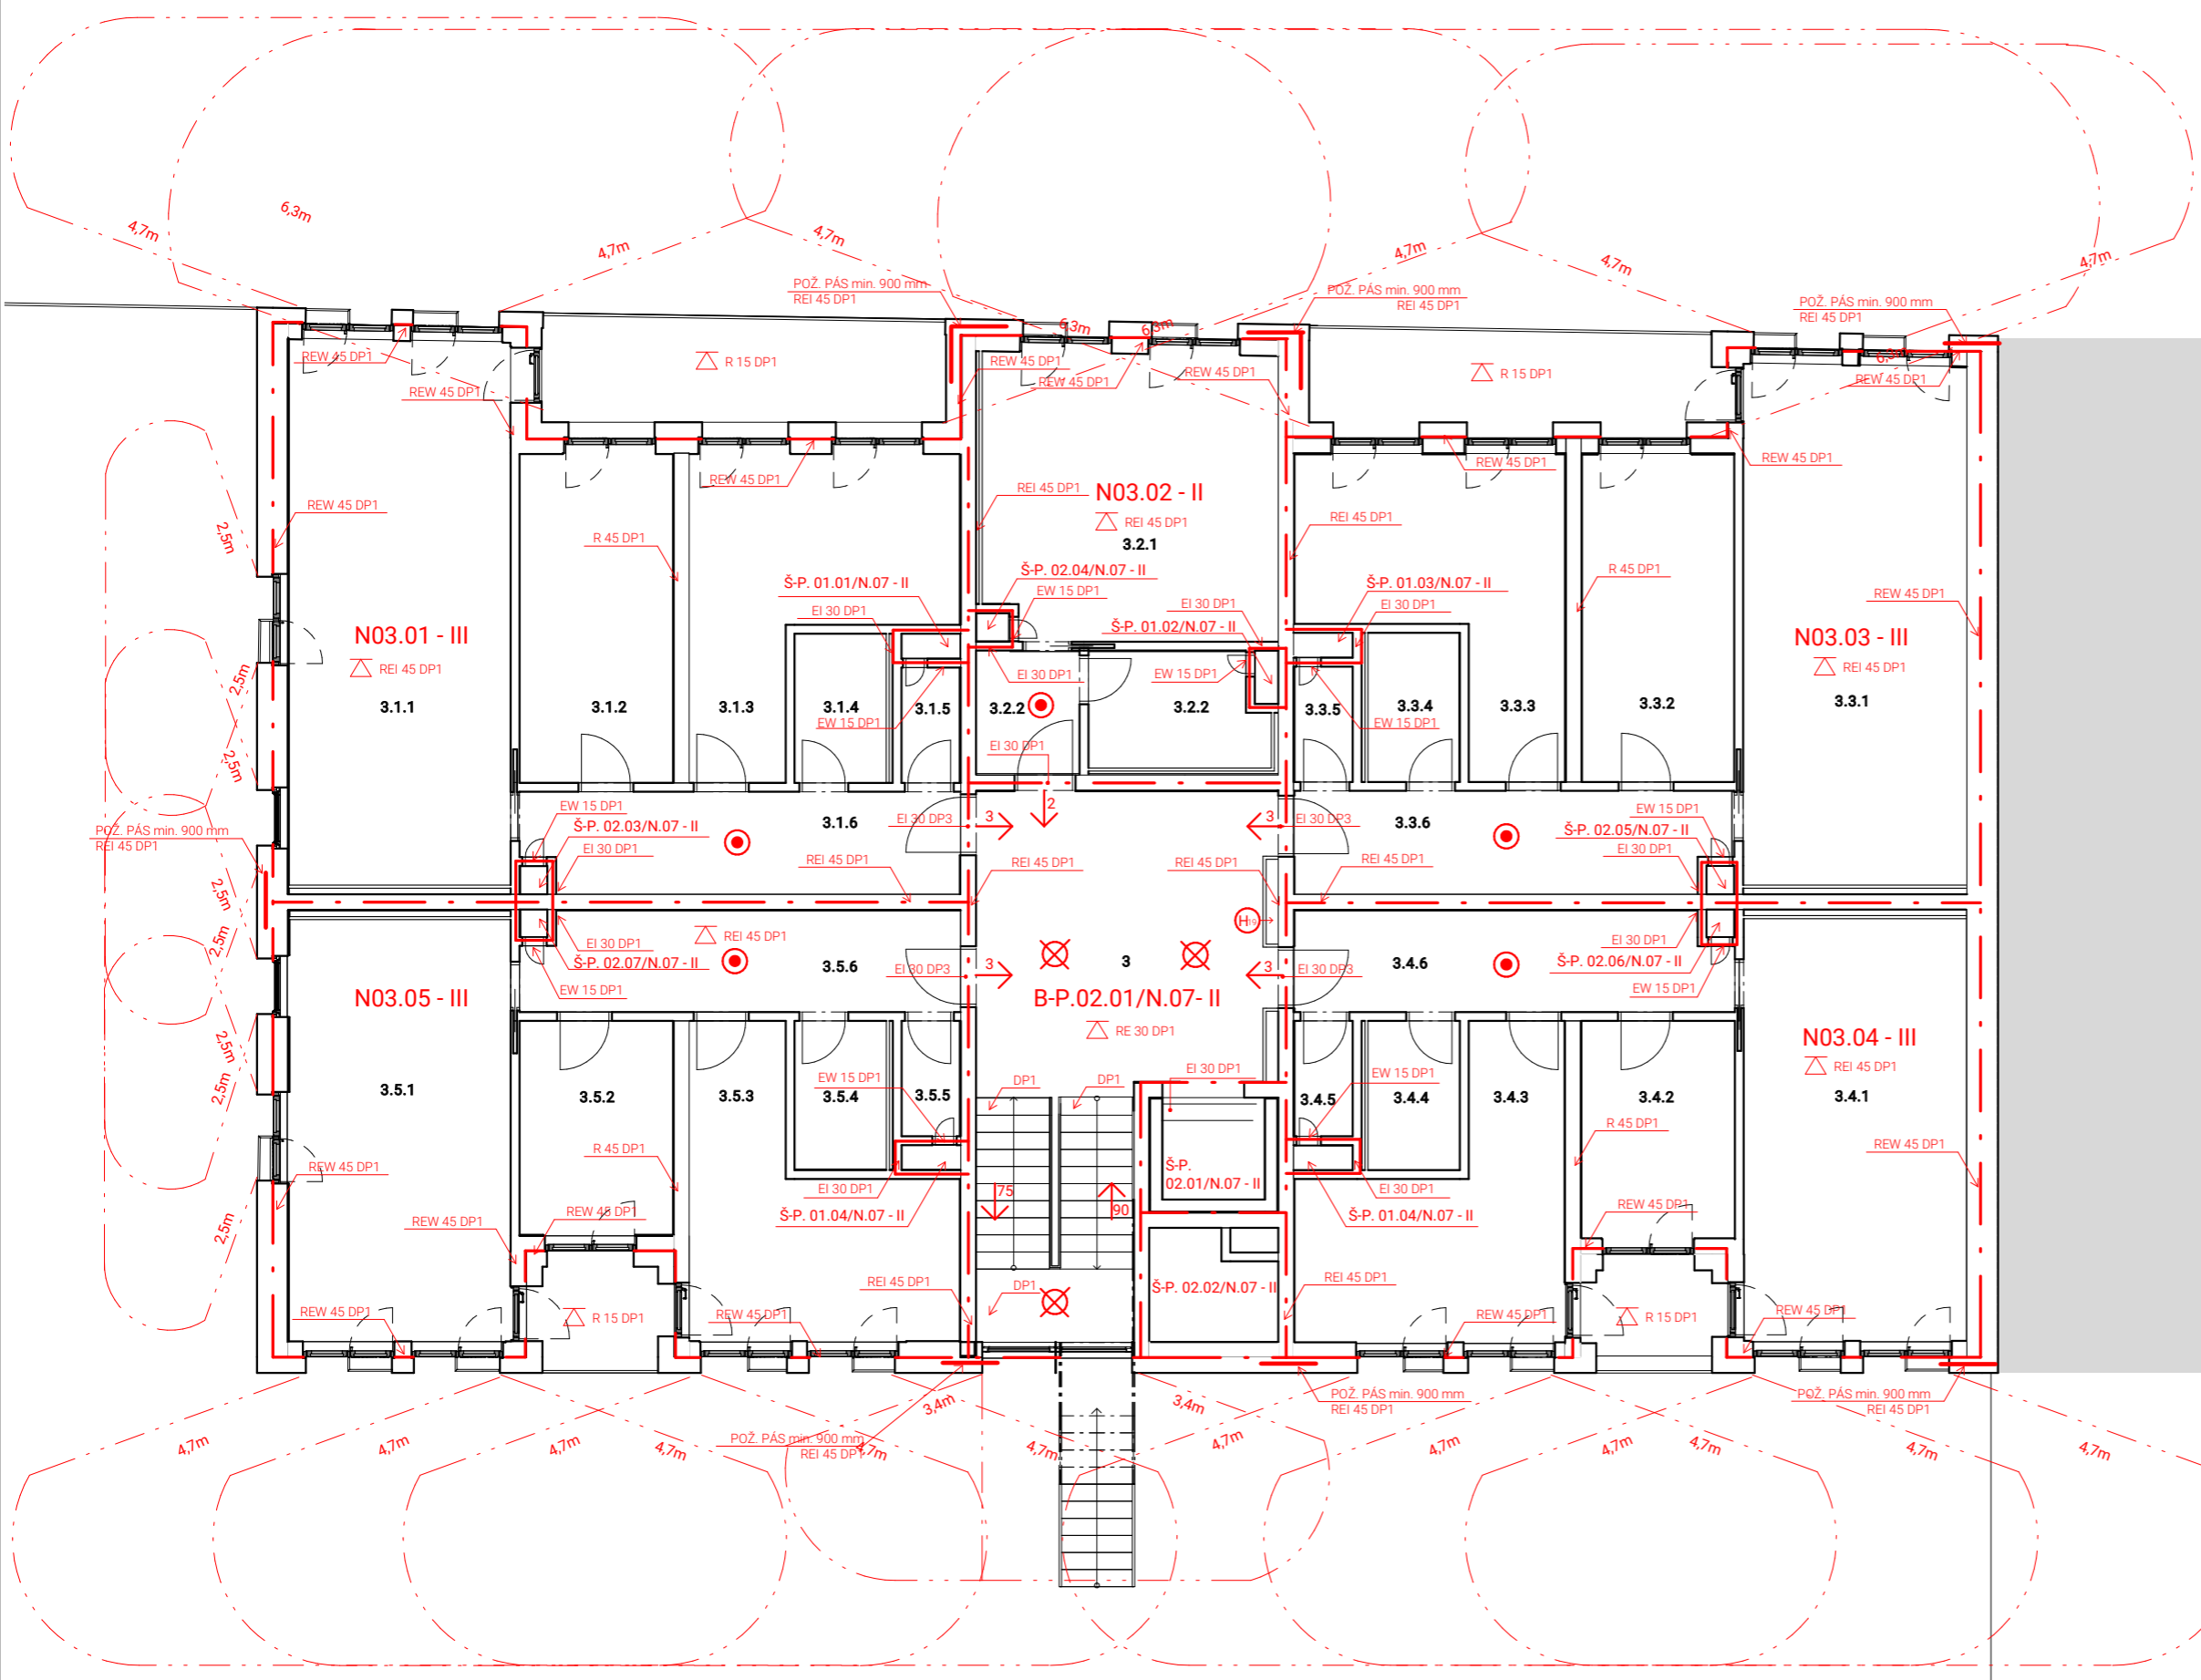 6,3m
4,7m
4,7m
4,7m
4,7m
4,7m
4,7m
POŽ. PÁS min. 900 mm
REI 45 DP1
POŽ. PÁS min. 900 mm
REI 45 DP1
POŽ. PÁS min. 900 mm
REI 45 DP1
6,3m
6,3m
6,3m
REW 45 DP1
REW 45 DP1
R 15 DP1
REW 45 DP1
REW 45 DP1
REW 45 DP1
R 15 DP1
REW 45 DP1
REW 45 DP1
REW 45 DP1
REW 45 DP1
REW 45 DP1
REI 45 DP1
N03.02 - II
REI 45 DP1
3.2.1
REI 45 DP1
2,5m
R 45 DP1
R 45 DP1
Š-P. 01.01/N.07 - II
EI 30 DP1
Š-P. 02.04/N.07 - II
EW 15 DP1
EI 30 DP1
Š-P. 01.02/N.07 - II
Š-P. 01.03/N.07 - II
EI 30 DP1
REW 45 DP1
N03.01 - III
REI 45 DP1
N03.03 - III
REI 45 DP1
2,5m
EI 30 DP1
EW 15 DP1
3.1.1
3.1.2
3.1.3
3.1.4
3.1.5
3.2.2
3.2.2
3.3.5
3.3.4
3.3.3
3.3.2
3.3.1
EW 15 DP1
EW 15 DP1
EI 30 DP1
2,5m
2
POŽ. PÁS min. 900 mm
REI 45 DP1
EW 15 DP1
Š-P. 02.03/N.07 - II
EI 30 DP1
3.1.6
EI 30 DP3
3
3
EI 30 DP3
3.3.6
EW 15 DP1
Š-P. 02.05/N.07 - II
EI 30 DP1
REI 45 DP1
REI 45 DP1
REI 45 DP1
REI 45 DP1
2,5m
2,5m
REI 45 DP1
EI 30 DP1
Š-P. 02.07/N.07 - II
EW 15 DP1
3.5.6
EI 30 DP3
3
H19
3
3
EI 30 DP3
3.4.6
EI 30 DP1
Š-P. 02.06/N.07 - II
EW 15 DP1
N03.05 - III
B-P.02.01/N.07- II
RE 30 DP1
N03.04 - III
REI 45 DP1
2,5m
2,5m
3.5.1
3.5.2
3.5.3
3.5.4
3.5.5
EW 15 DP1
DP1
DP1
EI 30 DP1
EW 15 DP1
3.4.5
3.4.4
3.4.3
3.4.2
3.4.1
REW 45 DP1
R 45 DP1
R 45 DP1
REW 45 DP1
Š-P.
02.01/N.07 - II
EI 30 DP1
Š-P. 01.04/N.07 - II
75
90
EI 30 DP1
Š-P. 01.04/N.07 - II
2,5m
REW 45 DP1
REW 45 DP1
REW 45 DP1
REI 45 DP1
DP1
Š-P. 02.02/N.07 - II
REI 45 DP1
REW 45 DP1
R 15 DP1
REW 45 DP1
REW 45 DP1
R 15 DP1
REW 45 DP1
3,4m
3,4m
POŽ. PÁS min. 900 mm
REI 45 DP1
POŽ. PÁS min. 900 mm
REI 45 DP1
POŽ. PÁS min. 900 mm
REI 45 DP1
4,7m
4,7m
4,7m
4,7m
4,7m
4,7m
4,7m
4,7m
4,7m
4,7m
4,7m
4,7m